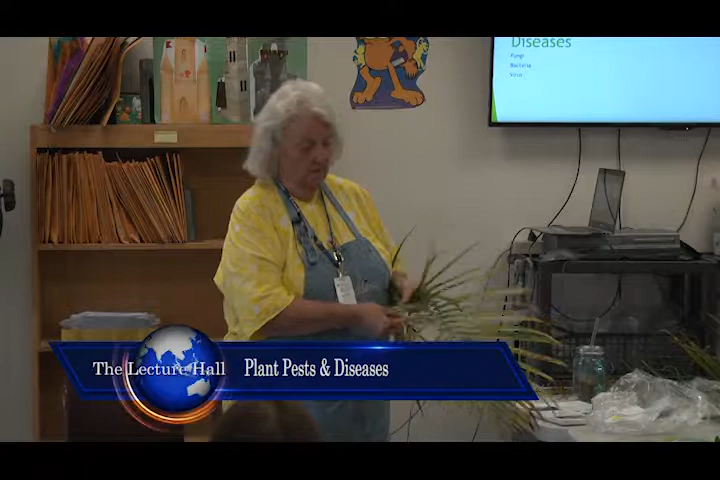 Diseases
Fungi
Bacteria
Virus
The Lecture Hall
Plant Pests & Diseases